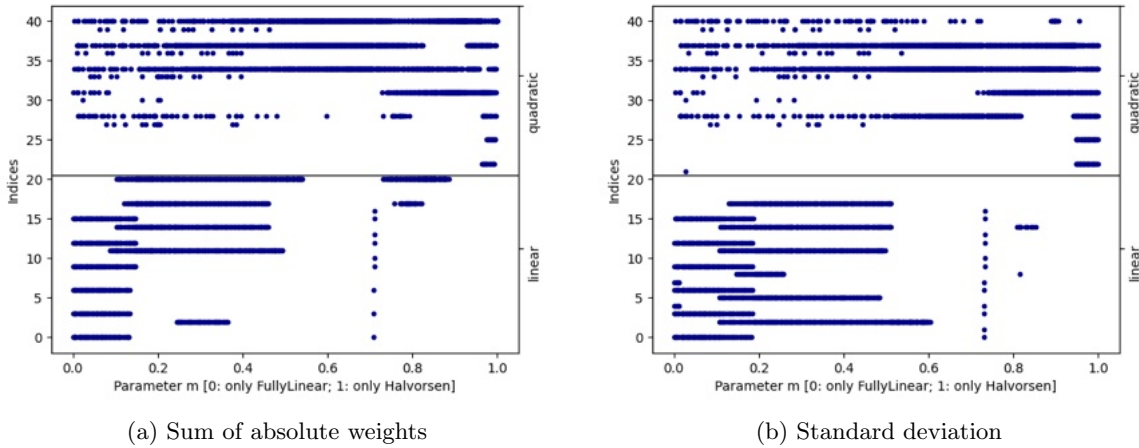 40
35
30
25
20
15
10
5
0
Indices
quadratic
linear
0.0 0.2 0.4 0.6 0.8 1.0
Parameter m [0: only FullyLinear; 1: only Halvorsen]
(a) Sum of absolute weights
40
35
30
25
20
15
10
5
0
Indices
quadratic
linear
0.0 0.2 0.4 0.6 0.8 1.0
Parameter m [0: only FullyLinear; 1: only Halvorsen]
(b) Standard deviation